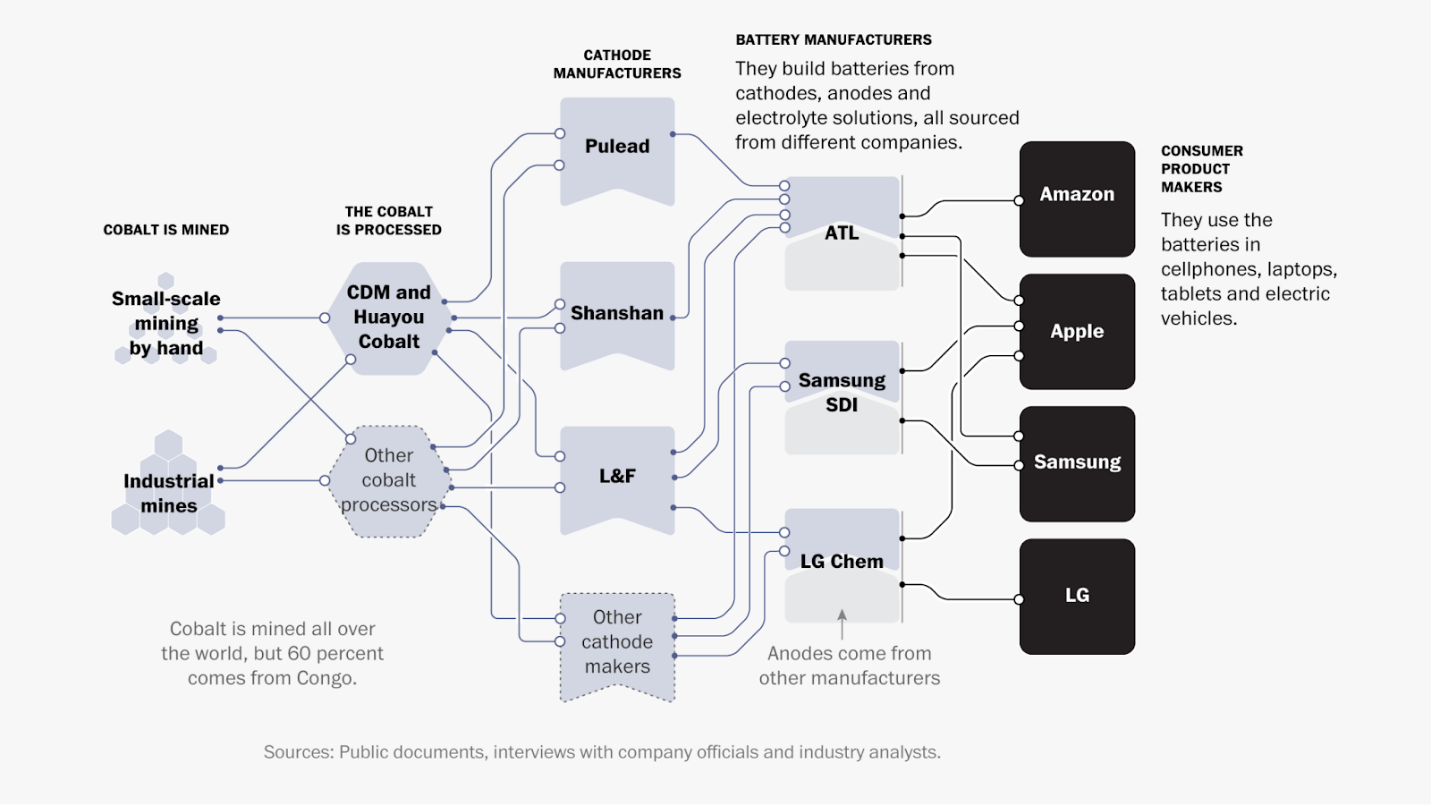 COBALT IS MINED
Small-scale
mining
by hand
Industrial
mines
Cobalt is mined all over
the world, but 60 percent
comes from Congo.
THE COBALT
IS PROCESSED
CDM and
Huayou
Cobalt
Other
cobalt
processors
CATHODE
MANUFACTURERS
Pulead
Shanshan
L&F
Other
cathode
makers
BATTERY MANUFACTURERS
They build batteries from
cathodes, anodes and
electrolyte solutions, all sourced
from different companies.
ATL
Samsung
SDI
LG Chem
Anodes come from
other manufacturers
Amazon
Apple
Samsung
LG
CONSUMER
PRODUCT
MAKERS
They use the
batteries in
cellphones, laptops,
tablets and electric
vehicles.
Sources: Public documents, interviews with company officials and industry analysts.